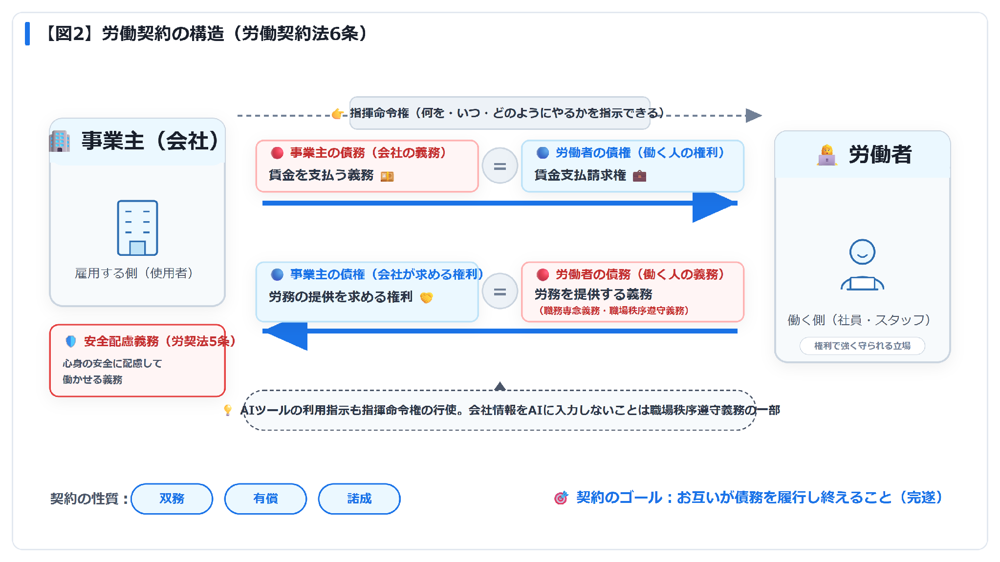 【図2】労働契約の構造（労働契約法6条）
👉 指揮命令権（何を・いつ・どのようにやるかを指示できる）
🏢 事業主（会社）
雇用する側（使用者）
🔴 事業主の債務（会社の義務）
賃金を支払う義務 💴
=
🔵 労働者の債権（働く人の権利）
賃金支払請求権 💼
👩‍💻 労働者
働く側（社員・スタッフ）
権利で強く守られる立場
🔵 事業主の債権（会社が求める権利）
労務の提供を求める権利 🤝
=
🔴 労働者の債務（働く人の義務）
労務を提供する義務
（職務専念義務・職場秩序遵守義務）
🛡 安全配慮義務（労契法5条）
心身の安全に配慮して
働かせる義務
💡 AIツールの利用指示も指揮命令権の行使。会社情報をAIに入力しないことは職場秩序遵守義務の一部
契約の性質：
双務
有償
諾成
🎯 契約のゴール：お互いが債務を履行し終えること（完遂）